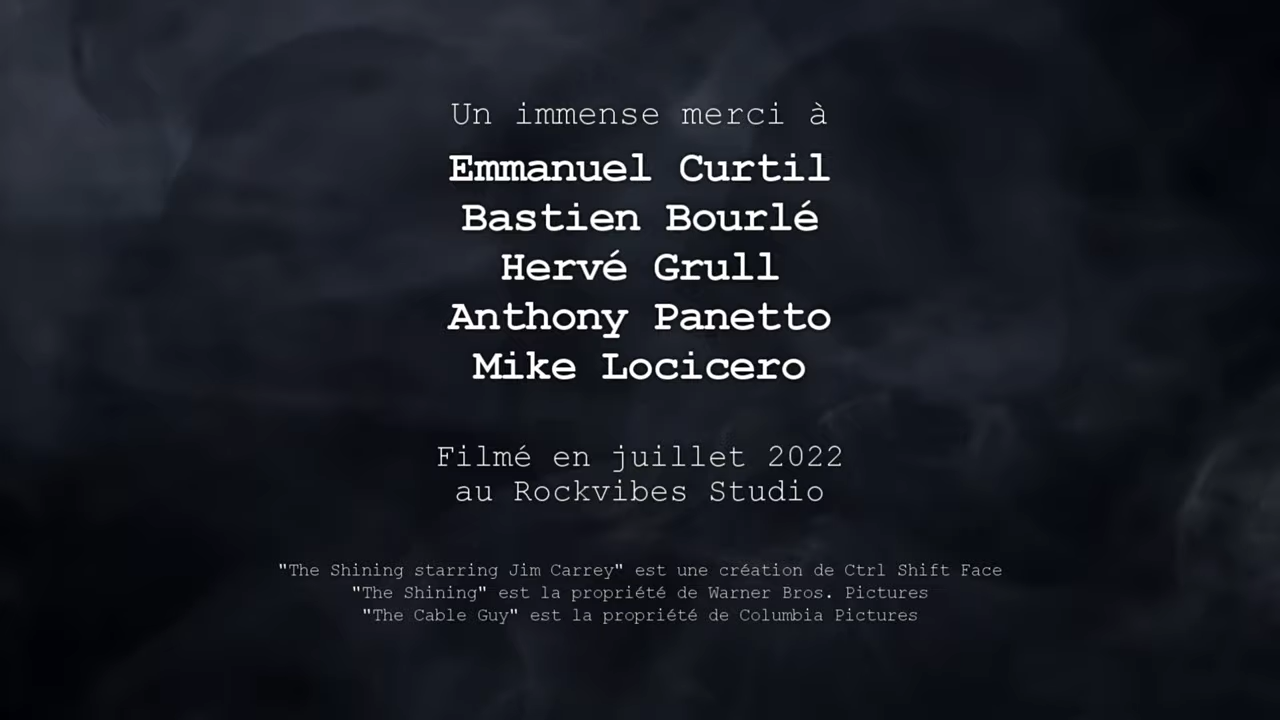 Un immense merci à
Emmanuel Curtil
Bastien Bourlé
Hervé Grull
Anthony Panetto
Mike Locicero
Filmé en juillet 2022
au Rockvibes Studio
"The Shining starring Jim Carrey" est une création de Ctrl Shift Face
"The Shining" est la propriété de Warner Bros. Pictures
"The Cable Guy" est la propriété de Columbia Pictures